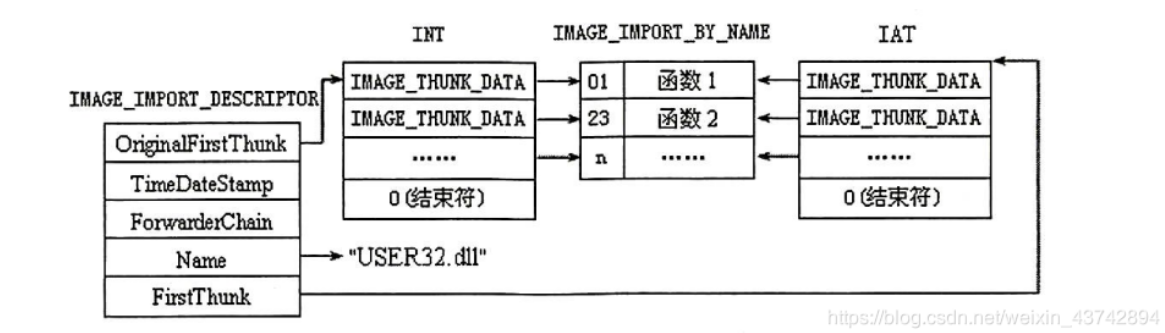 INT
IMAGE_IMPORT_BY_NAME
IAT
IMAGE_IMPORT_DESCRIPTOR
IMAGE_THUNK_DATA
01
函数1
IMAGE_THUNK_DATA
OriginalFirstThunk
IMAGE_THUNK_DATA
23
函数2
IMAGE_THUNK_DATA
……
n
……
……
TimeDateStamp
0(结束符)
0(结束符)
ForwarderChain
Name
"USER32.dll"
FirstThunk
https://blog.csdn.net/weixin_43742894